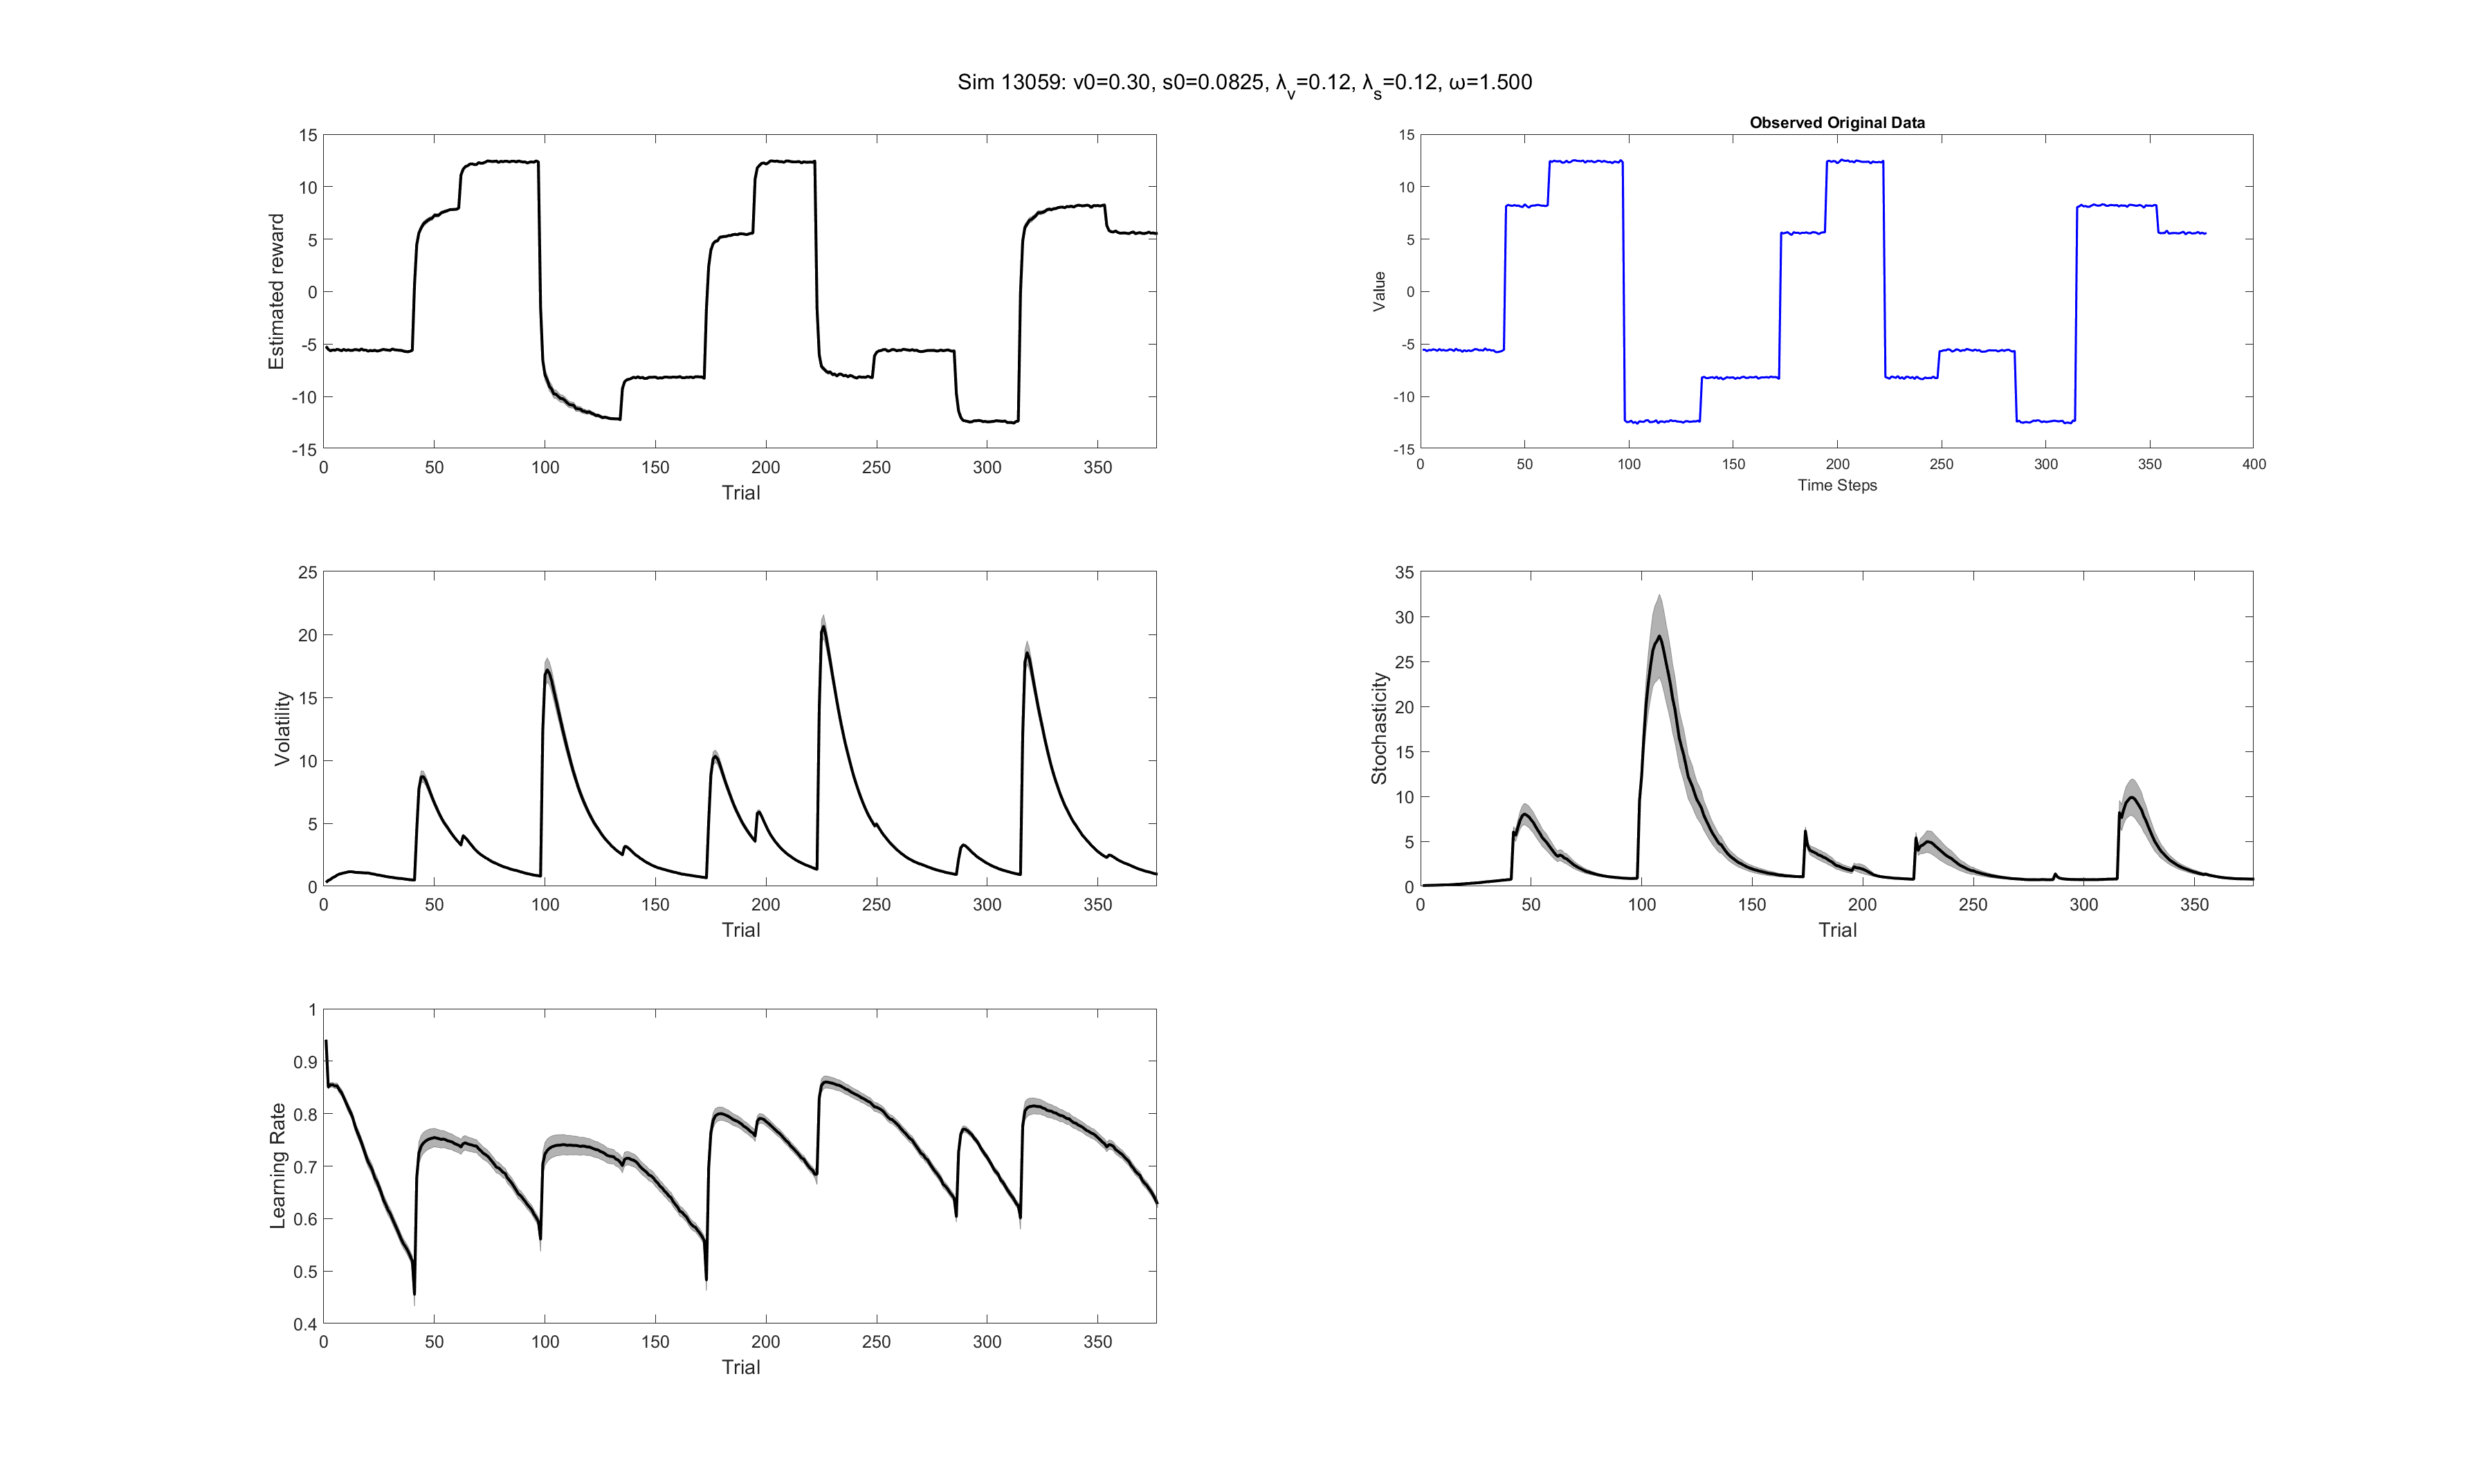 Sim 13059: v0=0.30, s0=0.0825, λv=0.12, λs=0.12, ω=1.500
15
10
5
0
-5
-10
-15
Estimated reward
0 50 100 150 200 250 300 350
Trial
Observed Original Data
15
10
5
0
-5
-10
-15
Value
0 50 100 150 200 250 300 350 400
Time Steps
25
20
15
10
5
0
Volatility
0 50 100 150 200 250 300 350
Trial
35
30
25
20
15
10
5
0
Stochasticity
0 50 100 150 200 250 300 350
Trial
1
0.9
0.8
0.7
0.6
0.5
0.4
Learning Rate
0 50 100 150 200 250 300 350
Trial